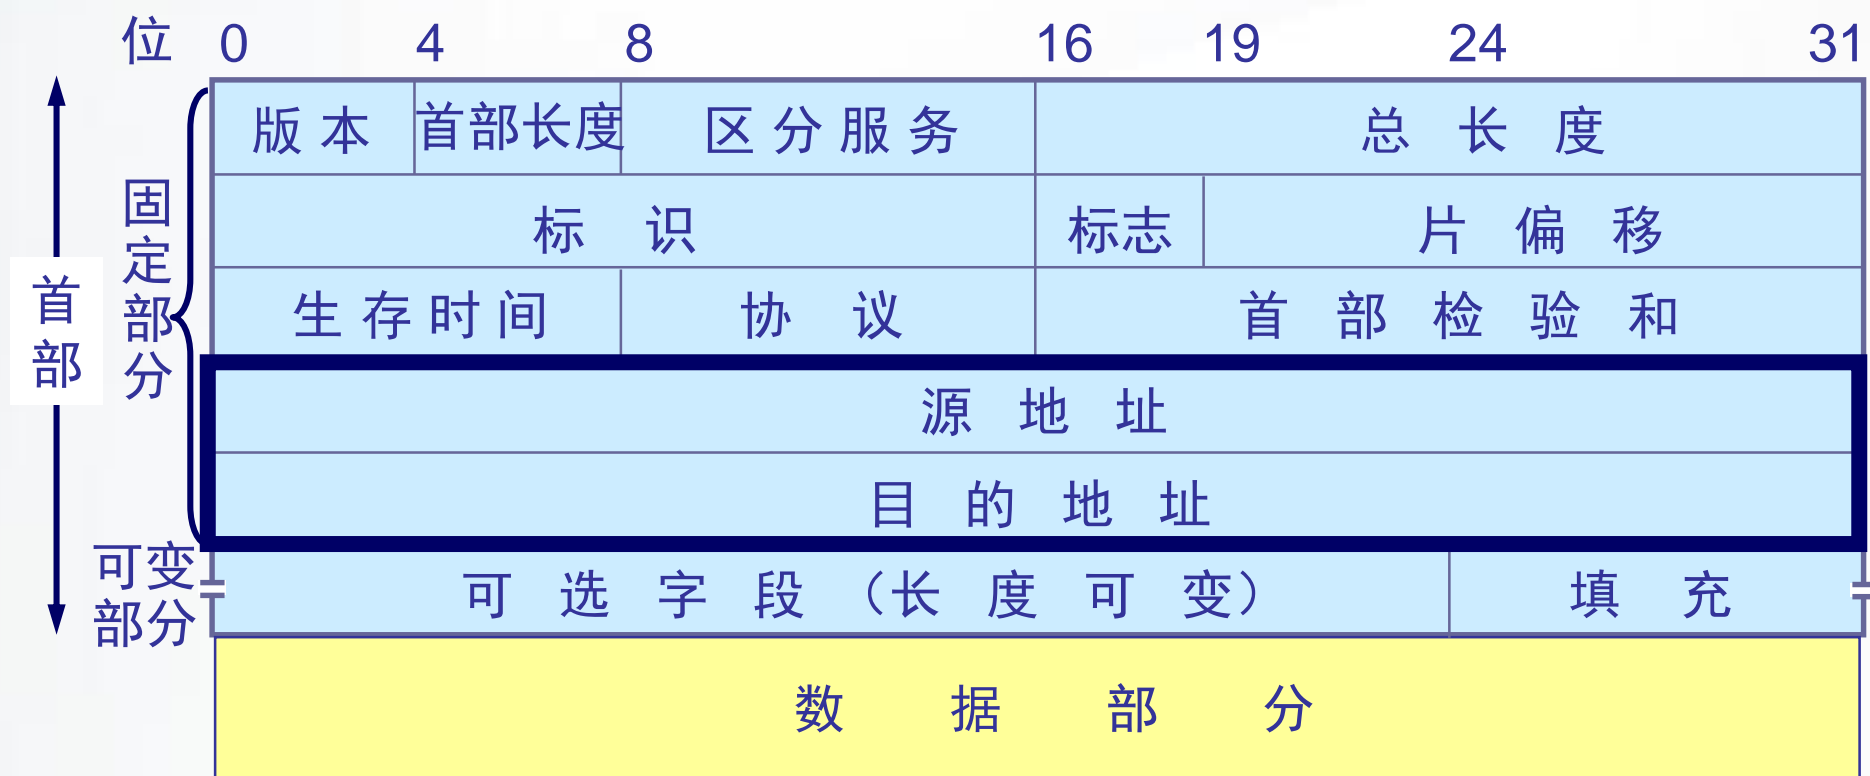 位 0 4 8 16 19 24 31
版本 首部长度 区分服务 总长度
标识 标志 片偏移
生存时间 协议 首部检验和
源地址
目的地址
可选字段（长度可变） 填充
数据部分
首部
固定部分
可变
部分